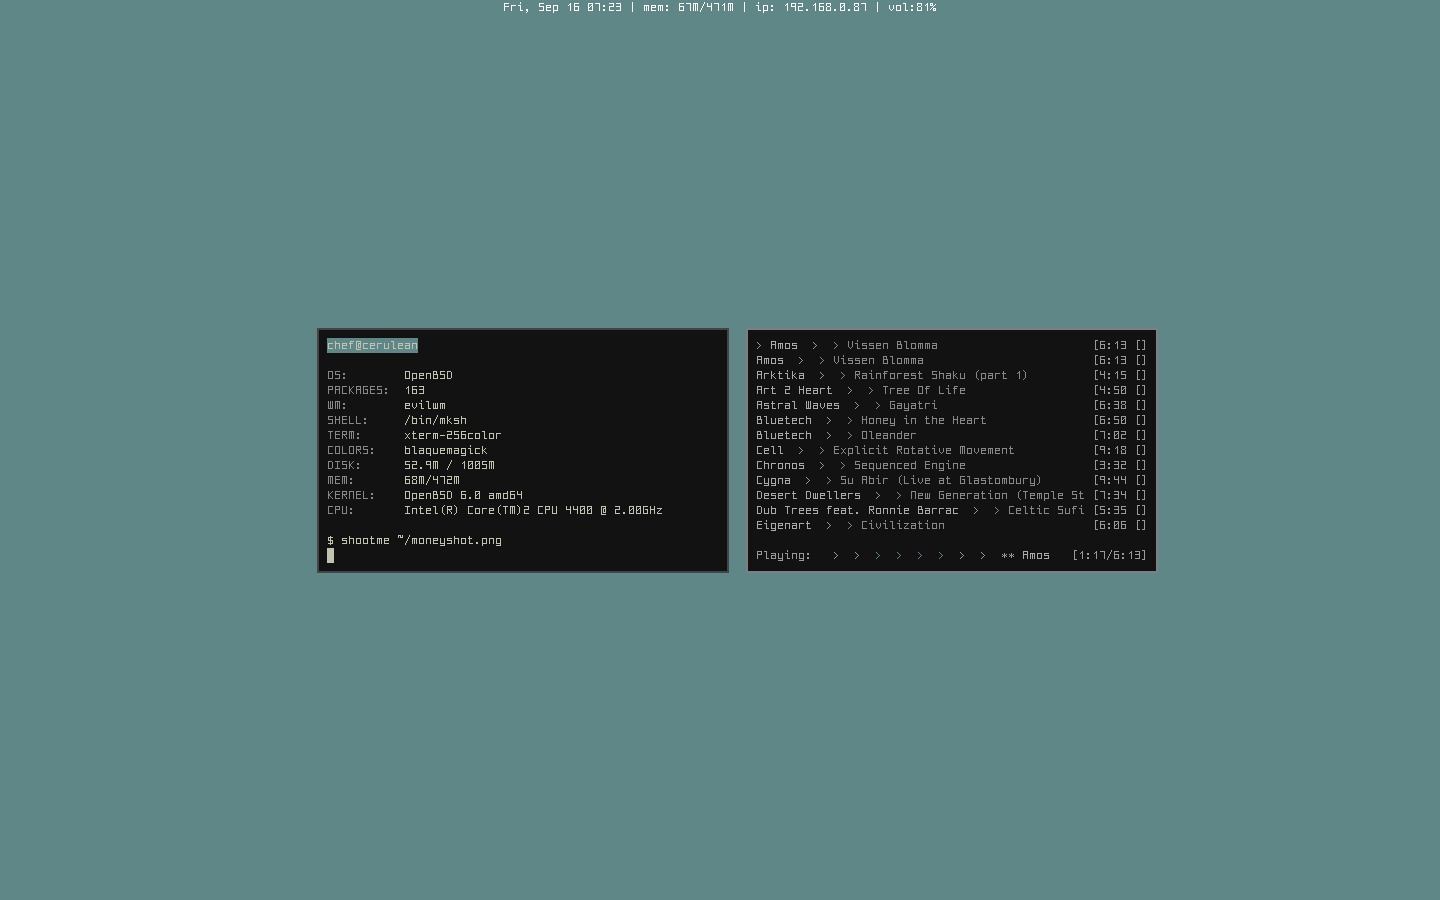 Fri, Sep 16 07:23 | mem: 67M/471M | ip: 192.168.0.87 | vol:81%
chef@cerulean
OS: OpenBSD
PACKAGES: 163
WM: evilwm
SHELL: /bin/mksh
TERM: xterm-256color
COLORS: blaquemagick
DISK: 52.9M / 1005M
MEM: 68M/472M
KERNEL: OpenBSD 6.0 amd64
CPU: Intel(R) Core(TM)2 CPU 4400 @ 2.00GHz
$ shootme ~/moneyshot.png
> Amos > > Vissen Blomma [6:13 []
Amos > > Vissen Blomma [6:13 []
Arktika > > Rainforest Shaku (part 1) [4:15 []
Art 2 Heart > > Tree Of Life [4:50 []
Astral Waves > > Gayatri [6:38 []
Bluetech > > Honey in the Heart [6:50 []
Bluetech > > Oleander [7:02 []
Cell > > Explicit Rotative Movement [9:18 []
Chronos > > Sequenced Engine [3:32 []
Cygna > > Su Abir (Live at Glastombury) [9:44 []
Desert Dwellers > > New Generation (Temple St [7:34 []
Dub Trees feat. Ronnie Barrac > > Celtic Sufi [5:35 []
Eigenart > > Civilization [6:06 []
Playing: > > > > > > > > ** Amos [1:17/6:13]